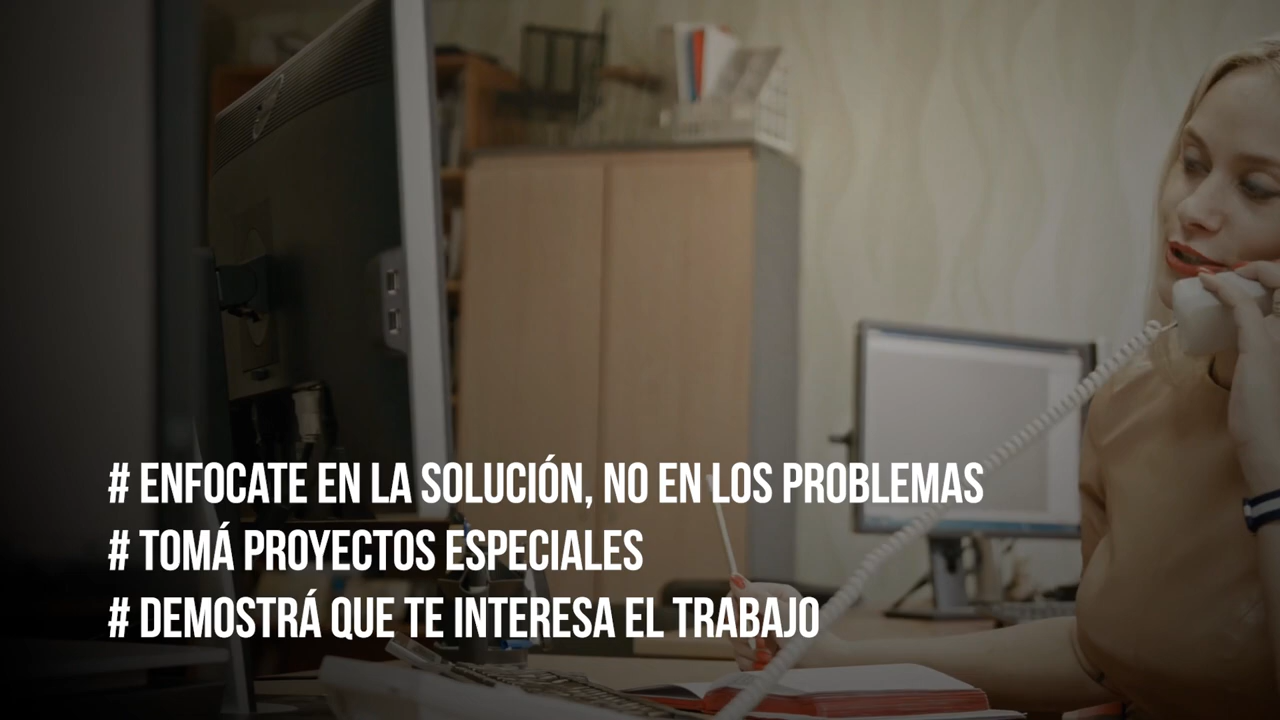 # ENFOCATE EN LA SOLUCIÓN, NO EN LOS PROBLEMAS
# TOMÁ PROYECTOS ESPECIALES
# DEMOSTRÁ QUE TE INTERESA EL TRABAJO